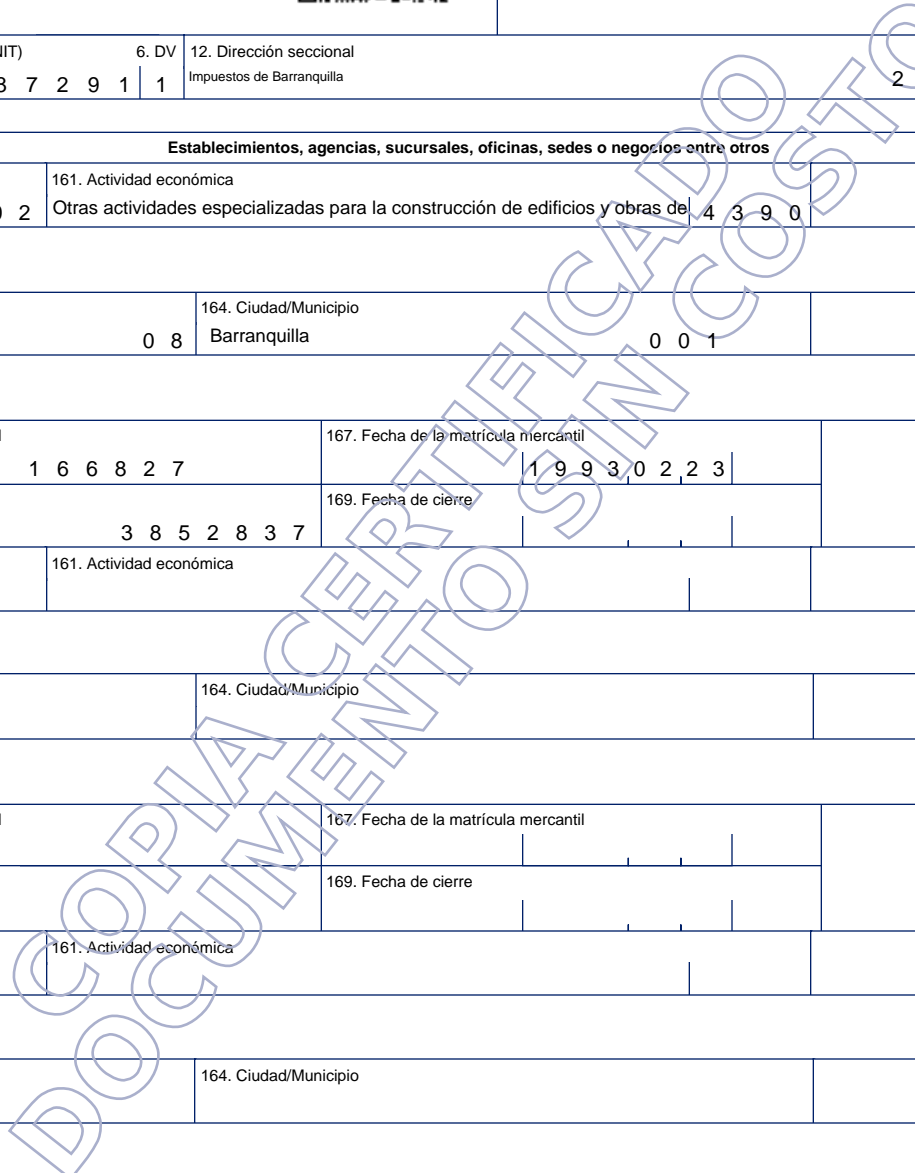 NIT) 6. DV 12. Dirección seccional
3 7 2 9 1 1 Impuestos de Barranquilla 2
Establecimientos, agencias, sucursales, oficinas, sedes o negocios entre otros
161. Actividad económica
0 2 Otras actividades especializadas para la construcción de edificios y obras de 4 3 9 0
164. Ciudad/Municipio
0 8 Barranquilla 0 0 1
167. Fecha de la matrícula mercantil
1 6 6 8 2 7 1 9 9 3 0 2 2 3
169. Fecha de cierre
3 8 5 2 8 3 7
161. Actividad económica
164. Ciudad/Municipio
167. Fecha de la matrícula mercantil
169. Fecha de cierre
161. Actividad económica
164. Ciudad/Municipio
COPIA CERTIFICADO
DOCUMENTO SIN COSTO